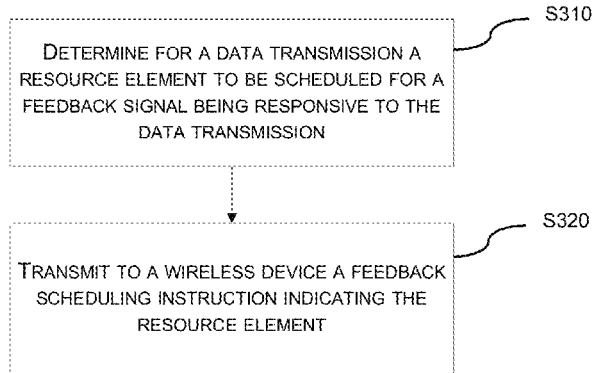 S310
DETERMINE FOR A DATA TRANSMISSION A
RESOURCE ELEMENT TO BE SCHEDULED FOR A
FEEDBACK SIGNAL BEING RESPONSIVE TO THE
DATA TRANSMISSION
S320
TRANSMIT TO A WIRELESS DEVICE A FEEDBACK
SCHEDULING INSTRUCTION INDICATING THE
RESOURCE ELEMENT